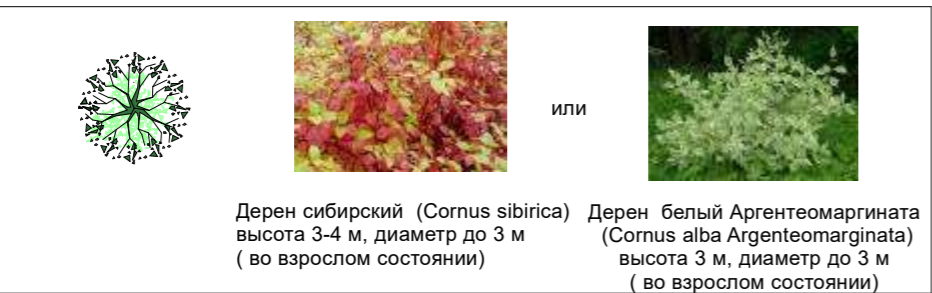 или
Дерен сибирский (Cornus sibirica)
высота 3-4 м, диаметр до 3 м
( во взрослом состоянии)
Дерен белый Аргентеомаргината
(Cornus alba Argenteomarginata)
высота 3 м, диаметр до 3 м
( во взрослом состоянии)